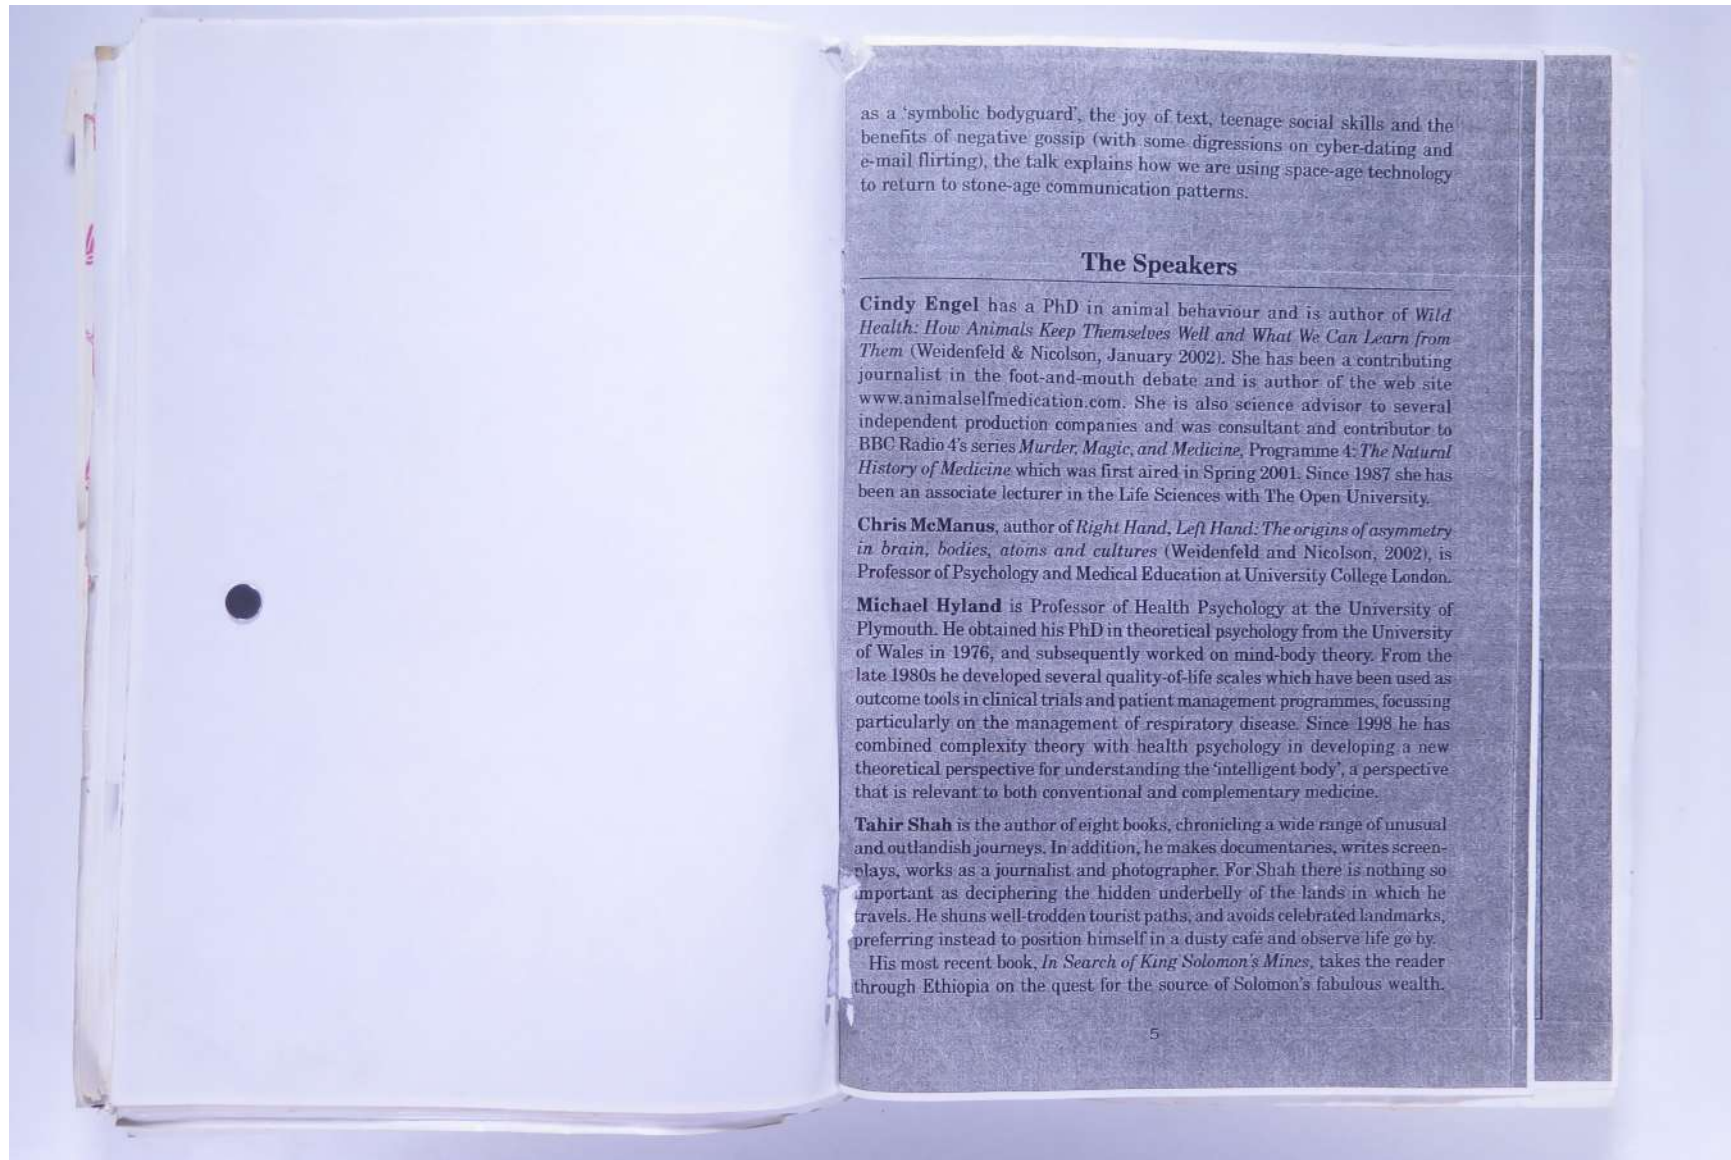 as a ‘symbolic bodyguard’, the joy of text, teenage social skills and the
benefits of negative gossip (with some digressions on cyber-dating and
e-mail flirting), the talk explains how we are using space-age technology
to return to stone-age communication patterns.
The Speakers
Cindy Engel has a PhD in animal behaviour and is author of Wild
Health: How Animals Keep Themselves Well and What We Can Learn from
Them (Weidenfeld & Nicolson, January 2002). She has been a contributing
journalist in the foot-and-mouth debate and is author of the web site
www.animalselfmedication.com. She is also science advisor to several
independent production companies and was consultant and contributor to
BBC Radio 4’s series Murder, Magic, and Medicine, Programme 4: The Natural
History of Medicine which was first aired in Spring 2001. Since 1987 she has
been an associate lecturer in the Life Sciences with The Open University.
Chris McManus, author of Right Hand, Left Hand: The origins of asymmetry
in brain, bodies, atoms and cultures (Weidenfeld and Nicolson, 2002), is
Professor of Psychology and Medical Education at University College London.
Michael Hyland is Professor of Health Psychology at the University of
Plymouth. He obtained his PhD in theoretical psychology from the University
of Wales in 1976, and subsequently worked on mind-body theory. From the
late 1980s he developed several quality-of-life scales which have been used as
outcome tools in clinical trials and patient management programmes, focussing
particularly on the management of respiratory disease. Since 1998 he has
combined complexity theory with health psychology in developing a new
theoretical perspective for understanding the ‘intelligent body’, a perspective
that is relevant to both conventional and complementary medicine.
Tahir Shah is the author of eight books, chronicling a wide range of unusual
and outlandish journeys. In addition, he makes documentaries, writes screen-
plays, works as a journalist and photographer. For Shah there is nothing so
important as deciphering the hidden underbelly of the lands in which he
travels. He shuns well-trodden tourist paths, and avoids celebrated landmarks,
preferring instead to position himself in a dusty café and observe life go by.
His most recent book, In Search of King Solomon’s Mines, takes the reader
through Ethiopia on the quest for the source of Solomon’s fabulous wealth.
5